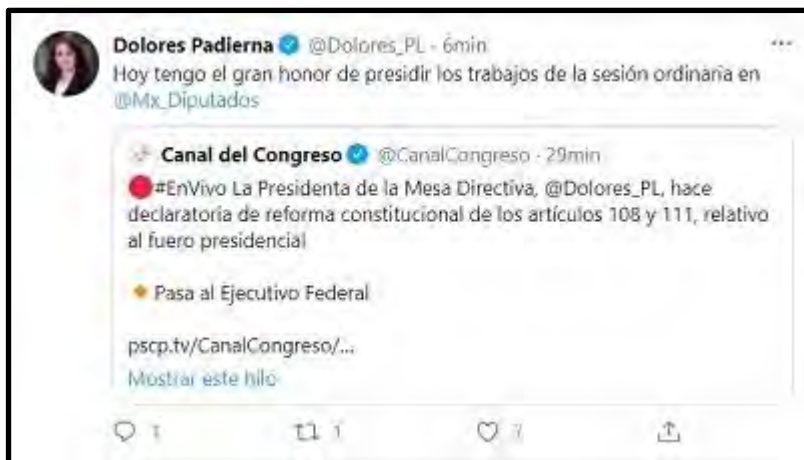 Dolores Padierna @Dolores_PL · 6min
Hoy tengo el gran honor de presidir los trabajos de la sesión ordinaria en
@Mx_Diputados
Canal del Congreso @CanalCongreso · 29min
#EnVivo La Presidenta de la Mesa Directiva, @Dolores_PL, hace
declaratoria de reforma constitucional de los artículos 108 y 111, relativo
al fuero presidencial
Pasa al Ejecutivo Federal
pscp.tv/CanalCongreso/...
Mostrar este hilo
1 1